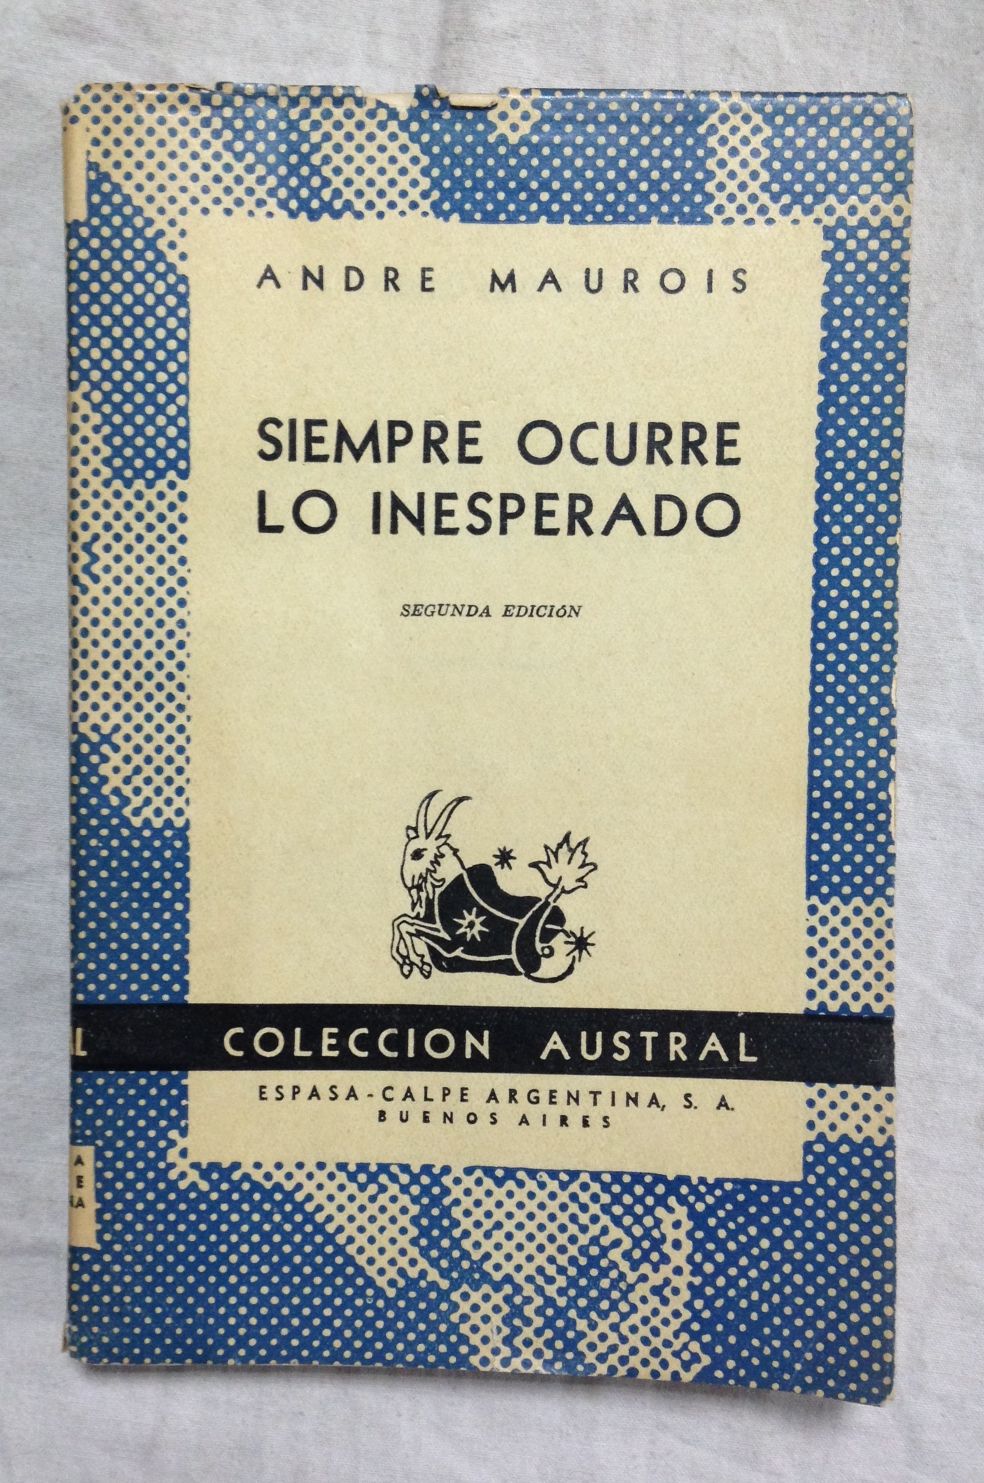 ANDRE MAUROIS
SIEMPRE OCURRE
LO INESPERADO
SEGUNDA EDICIÓN
COLECCION AUSTRAL
ESPASA-CALPE ARGENTINA, S. A.
BUENOS AIRES